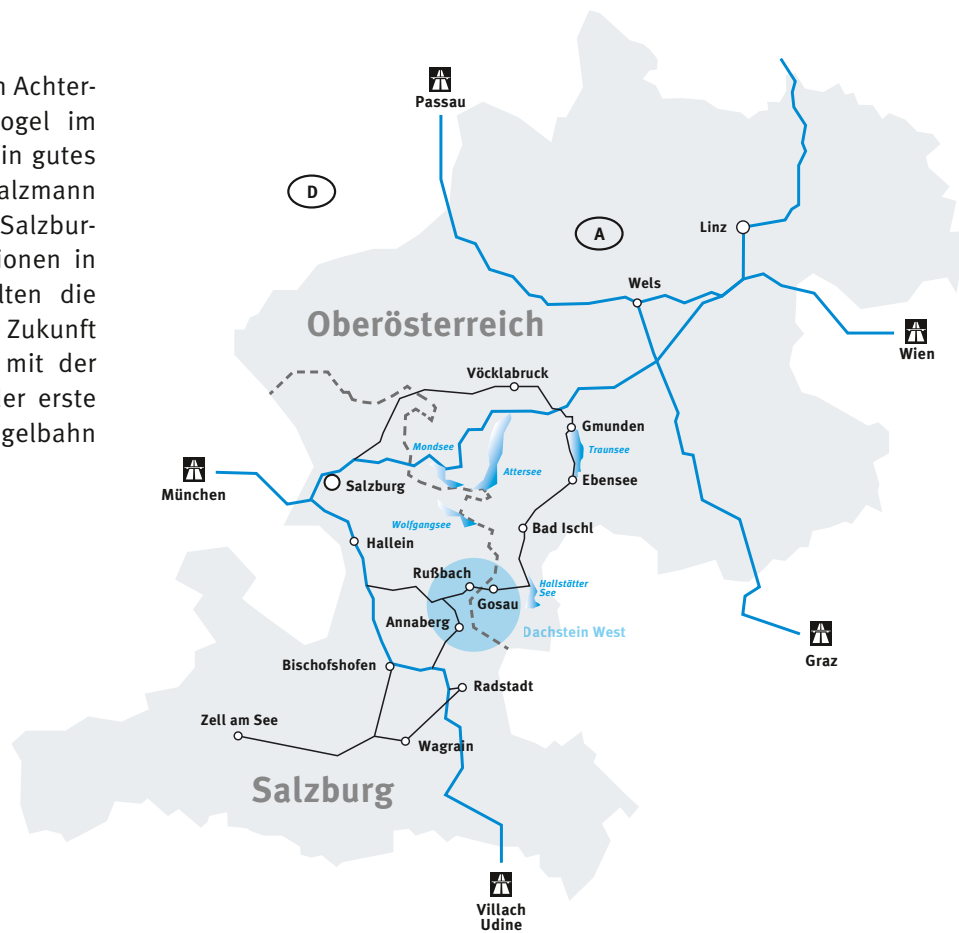 n Achter-
ogel im
in gutes
alzmann
Salzbur-
ionen in
lten die
Zukunft
mit der
ler erste
gelbahn
Passau
D
A
Linz
Wels
Oberösterreich
Wien
Vöcklabruck
Gmunden
Mondsee
Traunsee
Attersee
Ebensee
München
Salzburg
Wolfgangsee
Bad Ischl
Hallein
Rußbach
Hallstätter
See
Gosau
Annaberg
Dachstein West
Graz
Bischofshofen
Radstadt
Zell am See
Wagrain
Salzburg
Villach
Udine